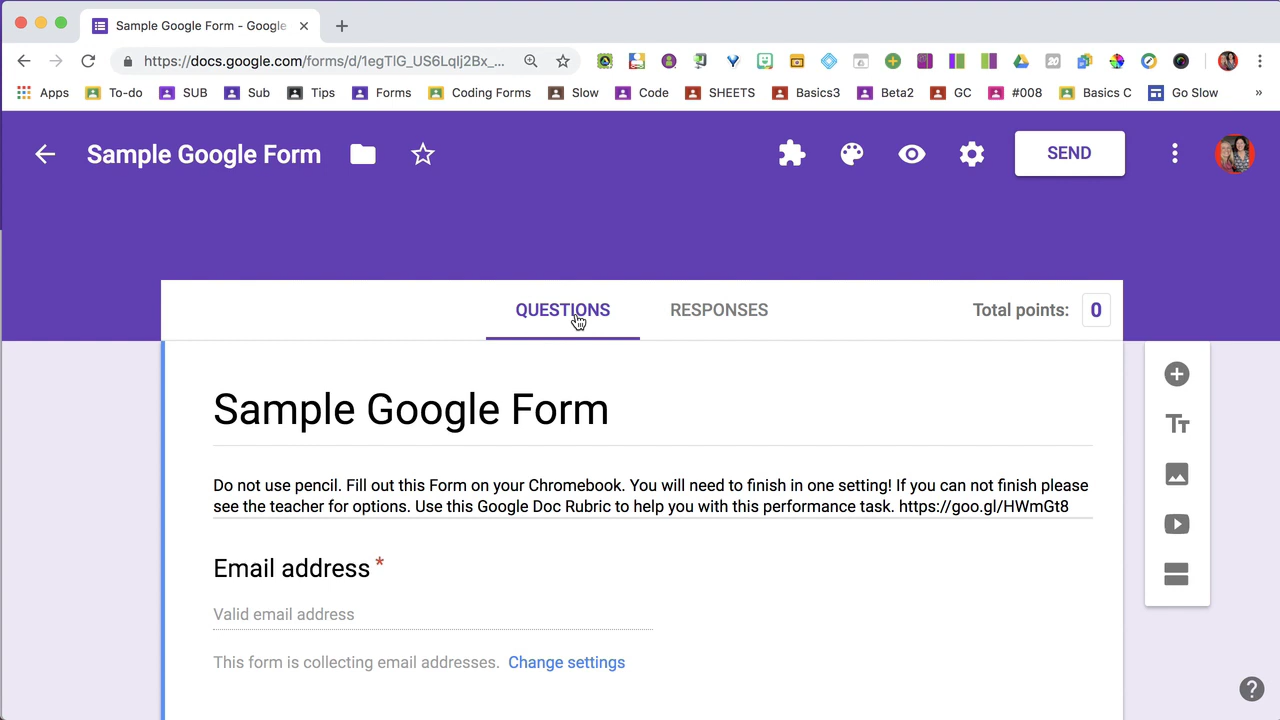 Sample Google Form - Google
https://docs.google.com/forms/d/1egTlG_US6LqIj2Bx_...
Apps To-do SUB Sub Tips Forms Coding Forms Slow Code SHEETS Basics3 Beta2 GC #008 Basics C Go Slow »
Sample Google Form
SEND
QUESTIONS RESPONSES Total points: 0
Sample Google Form
Do not use pencil. Fill out this Form on your Chromebook. You will need to finish in one setting! If you can not finish please
see the teacher for options. Use this Google Doc Rubric to help you with this performance task. https://goo.gl/HWmGt8
Email address *
Valid email address
This form is collecting email addresses. Change settings